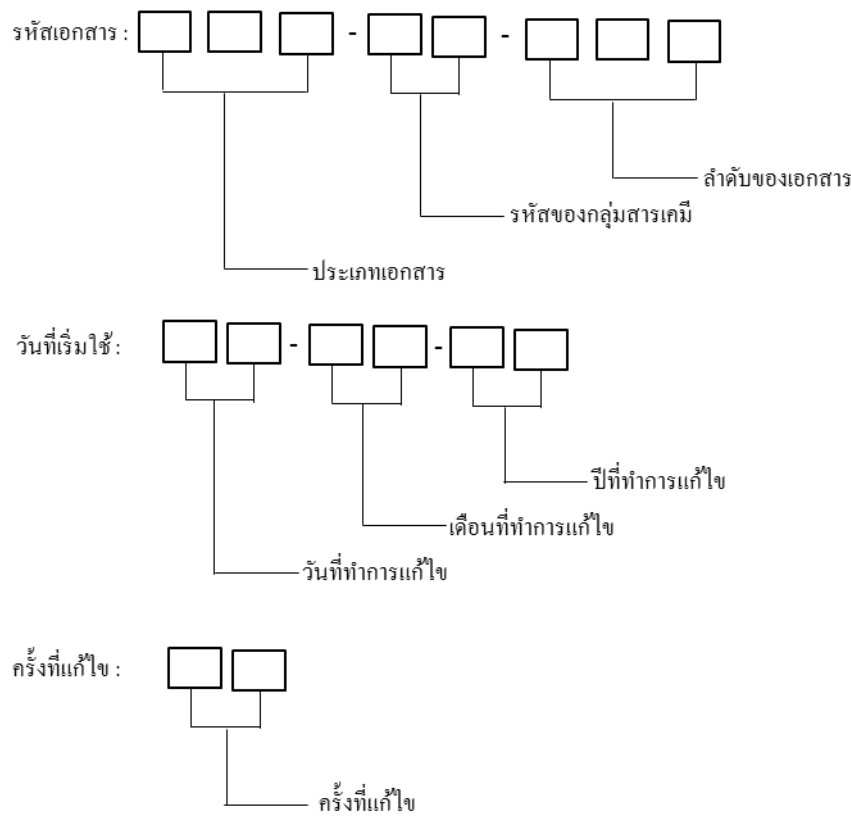 รหัสเอกสาร : - -
ลำดับของเอกสาร
รหัสของกลุ่มสารเคมี
ประเภทเอกสาร
วันที่เริ่มใช้ : - -
ปีที่ทำการแก้ไข
เดือนที่ทำการแก้ไข
วันที่ทำการแก้ไข
ครั้งที่แก้ไข :
ครั้งที่แก้ไข